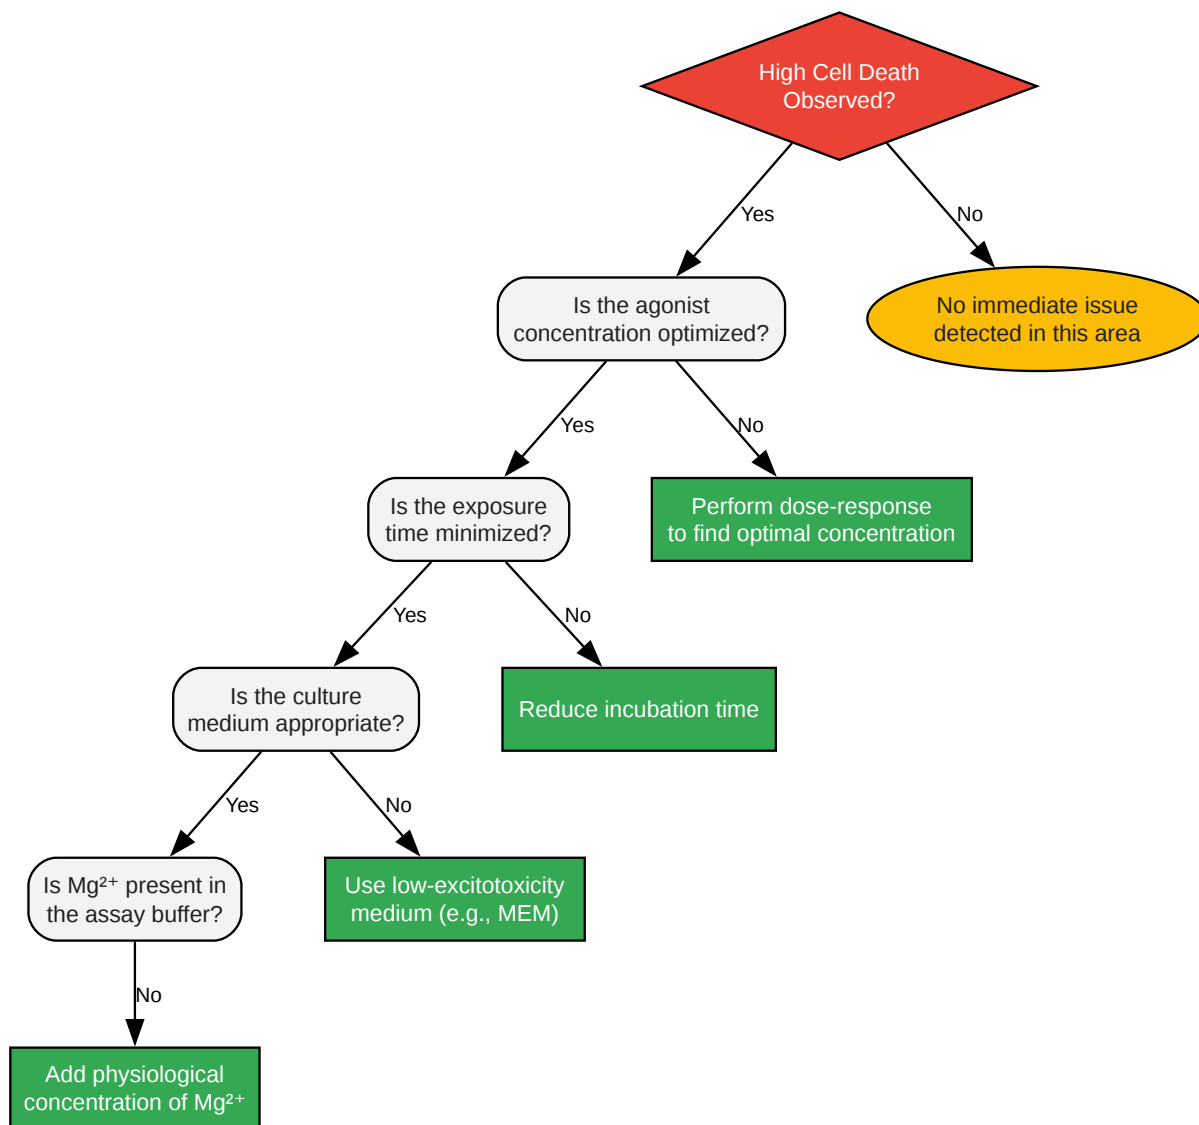 High Cell Death
Observed?
Yes
No
Is the agonist
concentration optimized?
No immediate issue
detected in this area
Yes
No
Is the exposure
time minimized?
Perform dose-response
to find optimal concentration
Yes
No
Is the culture
medium appropriate?
Reduce incubation time
Yes
No
Is Mg²⁺ present in
the assay buffer?
Use low-excitotoxicity
medium (e.g., MEM)
No
Add physiological
concentration of Mg²⁺